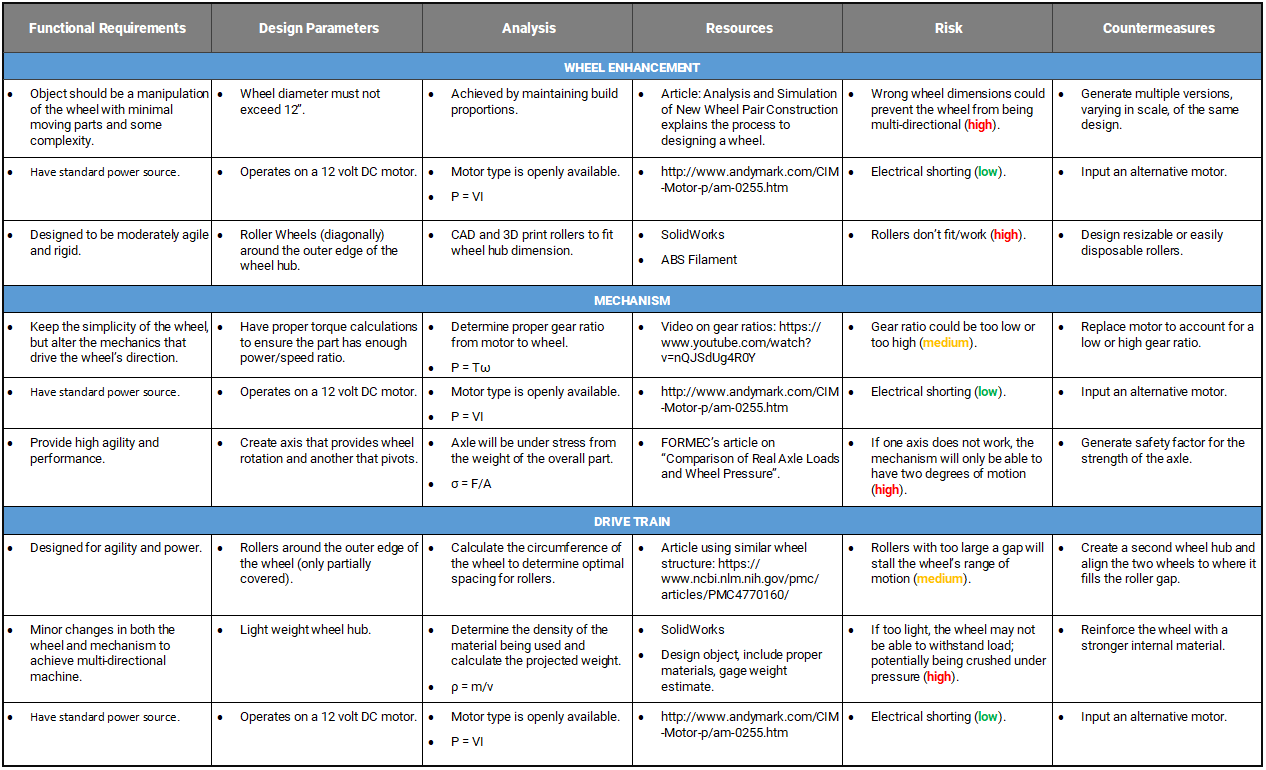 Functional Requirements
Design Parameters
Analysis
Resources
Risk
Countermeasures
WHEEL ENHANCEMENT
• Object should be a manipulation
of the wheel with minimal
moving parts and some
complexity.
• Wheel diameter must not
exceed 12”.
• Achieved by maintaining build
proportions.
• Article: Analysis and Simulation
of New Wheel Pair Construction
explains the process to
designing a wheel.
• Wrong wheel dimensions could
prevent the wheel from being
multi-directional (high).
• Generate multiple versions,
varying in scale, of the same
design.
• Have standard power source.
• Operates on a 12 volt DC motor.
• Motor type is openly available.
• P = VI
• http://www.andymark.com/CIM
-Motor-p/am-0255.htm
• Electrical shorting (low).
• Input an alternative motor.
• Designed to be moderately agile
and rigid.
• Roller Wheels (diagonally)
around the outer edge of the
wheel hub.
• CAD and 3D print rollers to fit
wheel hub dimension.
• SolidWorks
• ABS Filament
• Rollers don’t fit/work (high).
• Design resizable or easily
disposable rollers.
MECHANISM
• Keep the simplicity of the wheel,
but alter the mechanics that
drive the wheel’s direction.
• Have proper torque calculations
to ensure the part has enough
power/speed ratio.
• Determine proper gear ratio
from motor to wheel.
• P = Tω
• Video on gear ratios: https://
www.youtube.com/watch?
v=nQJSdUg4R0Y
• Gear ratio could be too low or
too high (medium).
• Replace motor to account for a
low or high gear ratio.
• Have standard power source.
• Operates on a 12 volt DC motor.
• Motor type is openly available.
• P = VI
• http://www.andymark.com/CIM
-Motor-p/am-0255.htm
• Electrical shorting (low).
• Input an alternative motor.
• Provide high agility and
performance.
• Create axis that provides wheel
rotation and another that pivots.
• Axle will be under stress from
the weight of the overall part.
• σ = F/A
• FORMEC’s article on
“Comparison of Real Axle Loads
and Wheel Pressure”.
• If one axis does not work, the
mechanism will only be able to
have two degrees of motion
(high).
• Generate safety factor for the
strength of the axle.
DRIVE TRAIN
• Designed for agility and power.
• Rollers around the outer edge of
the wheel (only partially
covered).
• Calculate the circumference of
the wheel to determine optimal
spacing for rollers.
• Article using similar wheel
structure: https://
www.ncbi.nlm.nih.gov/pmc/
articles/PMC4770160/
• Rollers with too large a gap will
stall the wheel’s range of
motion (medium).
• Create a second wheel hub and
align the two wheels to where it
fills the roller gap.
• Minor changes in both the
wheel and mechanism to
achieve multi-directional
machine.
• Light weight wheel hub.
• Determine the density of the
material being used and
calculate the projected weight.
• ρ = m/v
• SolidWorks
• Design object, include proper
materials, gage weight
estimate.
• If too light, the wheel may not
be able to withstand load;
potentially being crushed under
pressure (high).
• Reinforce the wheel with a
stronger internal material.
• Have standard power source.
• Operates on a 12 volt DC motor.
• Motor type is openly available.
• P = VI
• http://www.andymark.com/CIM
-Motor-p/am-0255.htm
• Electrical shorting (low).
• Input an alternative motor.